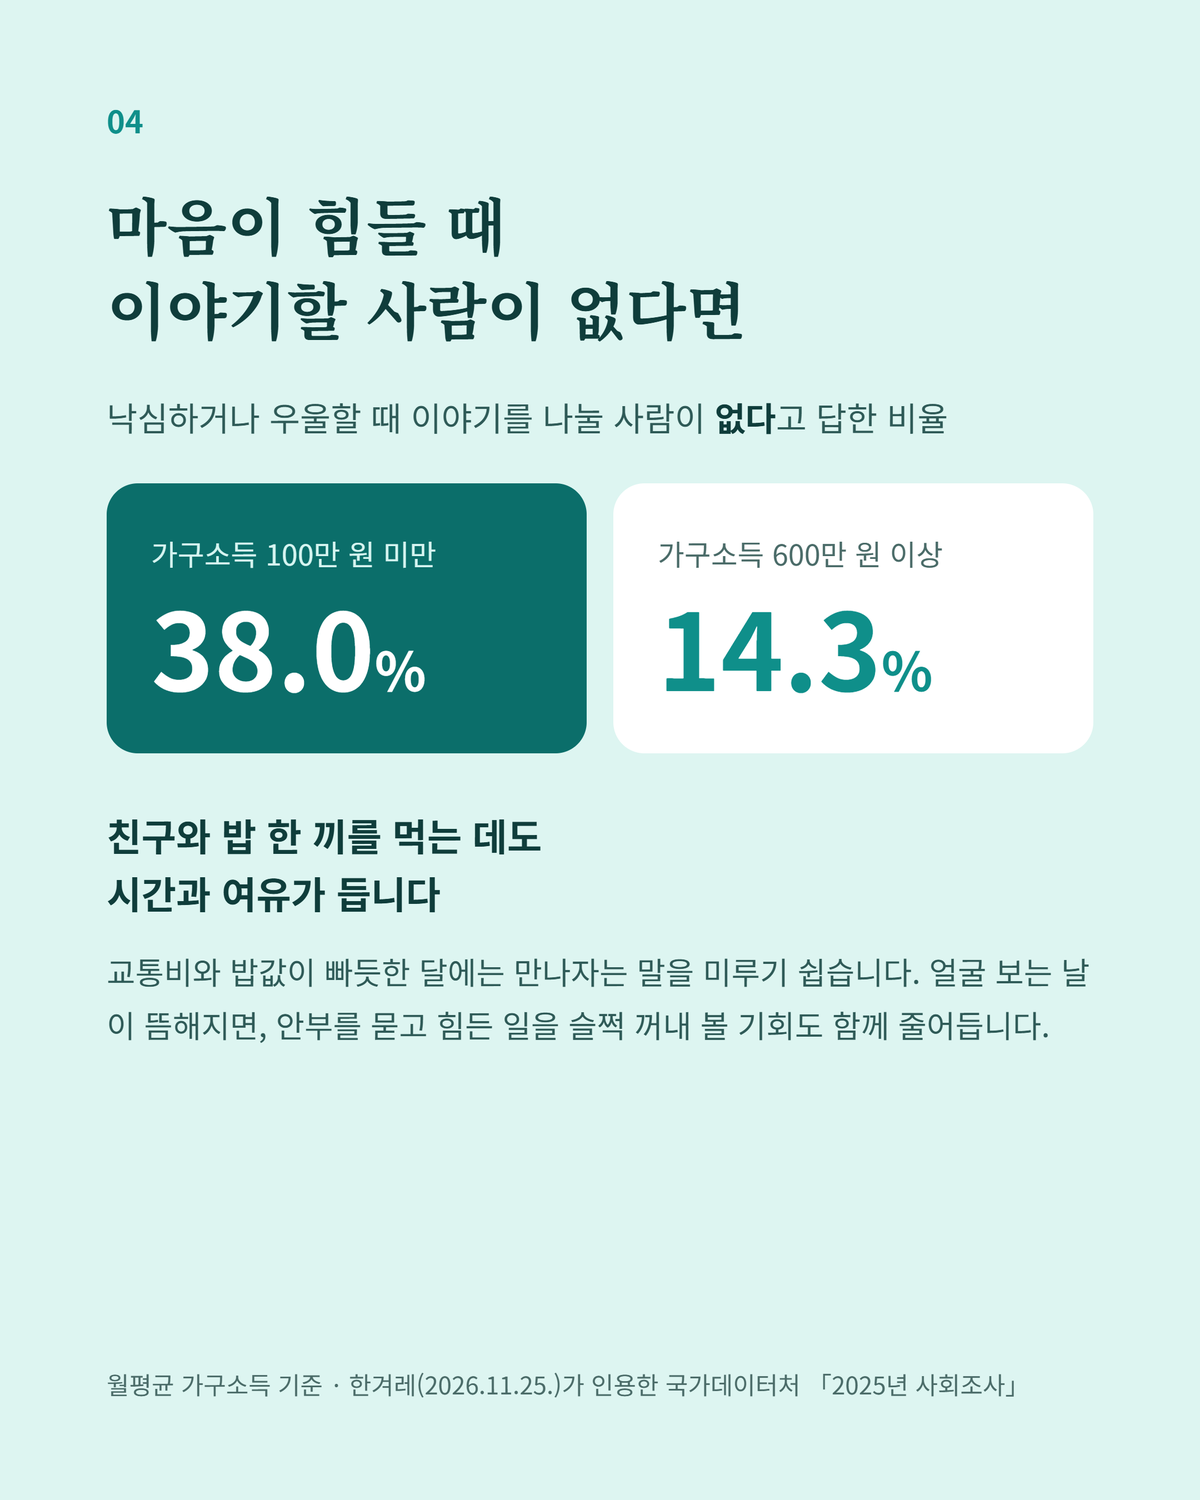 04
마음이 힘들 때
이야기할 사람이 없다면
낙심하거나 우울할 때 이야기를 나눌 사람이 없다고 답한 비율
가구소득 100만 원 미만
38.0%
가구소득 600만 원 이상
14.3%
친구와 밥 한 끼를 먹는 데도
시간과 여유가 듭니다
교통비와 밥값이 빠듯한 달에는 만나자는 말을 미루기 쉽습니다. 얼굴 보는 날
이 뜸해지면, 안부를 묻고 힘든 일을 슬쩍 꺼내 볼 기회도 함께 줄어듭니다.
월평균 가구소득 기준 · 한겨레(2026.11.25.)가 인용한 국가데이터처 「2025년 사회조사」